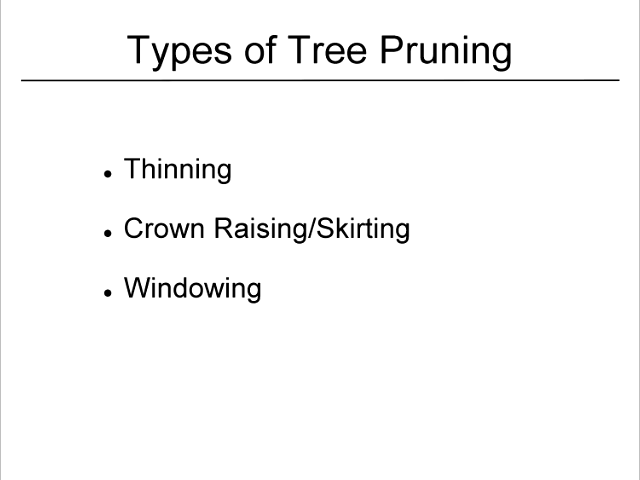 Types of Tree Pruning
• Thinning
• Crown Raising/Skirting
• Windowing